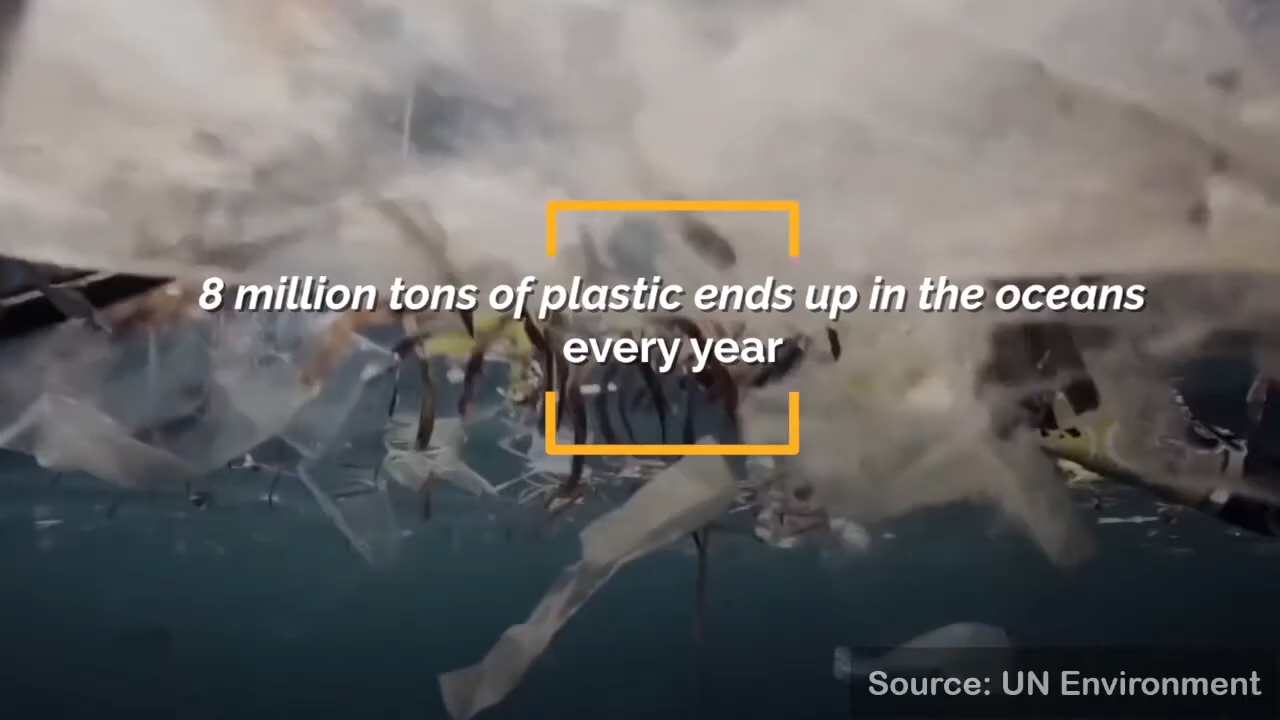 8 million tons of plastic ends up in the oceans
every year
Source: UN Environment